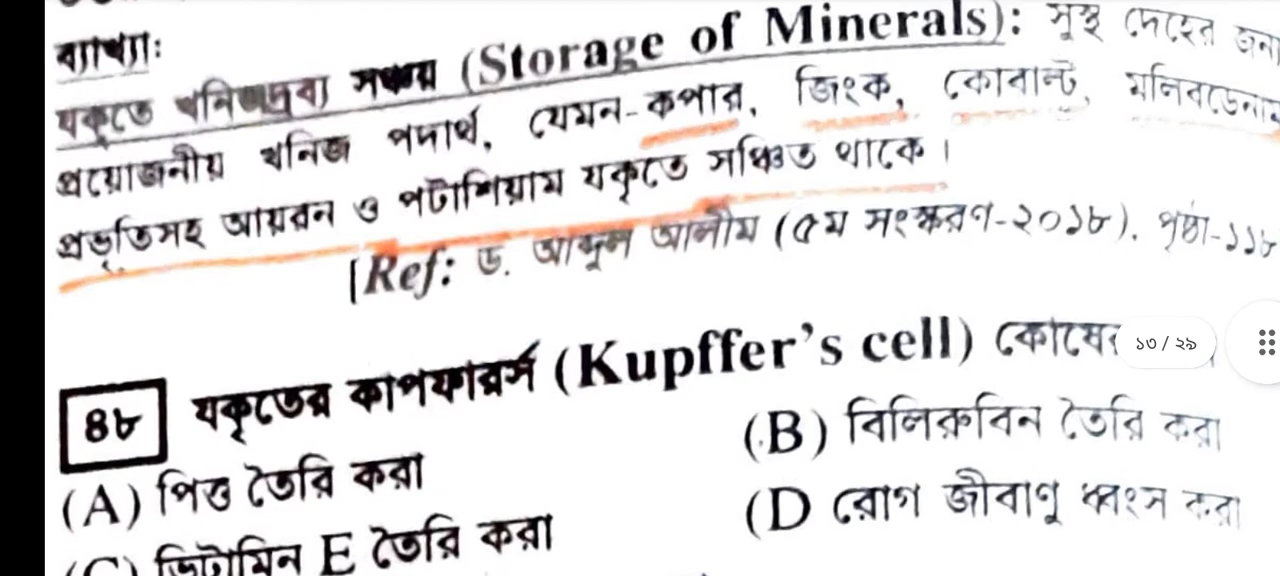 ব্যাখ্যাঃ
যকৃতে খনিজদ্রব্য সঞ্চয় (Storage of Minerals): সুস্থ দেহের জন্য
প্রয়োজনীয় খনিজ পদার্থ, যেমন-কপার, জিংক, কোবাল্ট, মলিবডেনাম
প্রভৃতিসহ আয়রন ও পটাশিয়াম যকৃতে সঞ্চিত থাকে।
[Ref: ড. আব্দুল আলীম (৫ম সংস্করণ-২০১৮), পৃষ্ঠা-১১৮
৪৮ যকৃতের কাপফারর্স (Kupffer's cell) কোষের
১৩ / ২৯
(A) পিত্ত তৈরি করা
(B) বিলিরুবিন তৈরি করা
(C) ভিটামিন E তৈরি করা
(D রোগ জীবাণু ধ্বংস করা